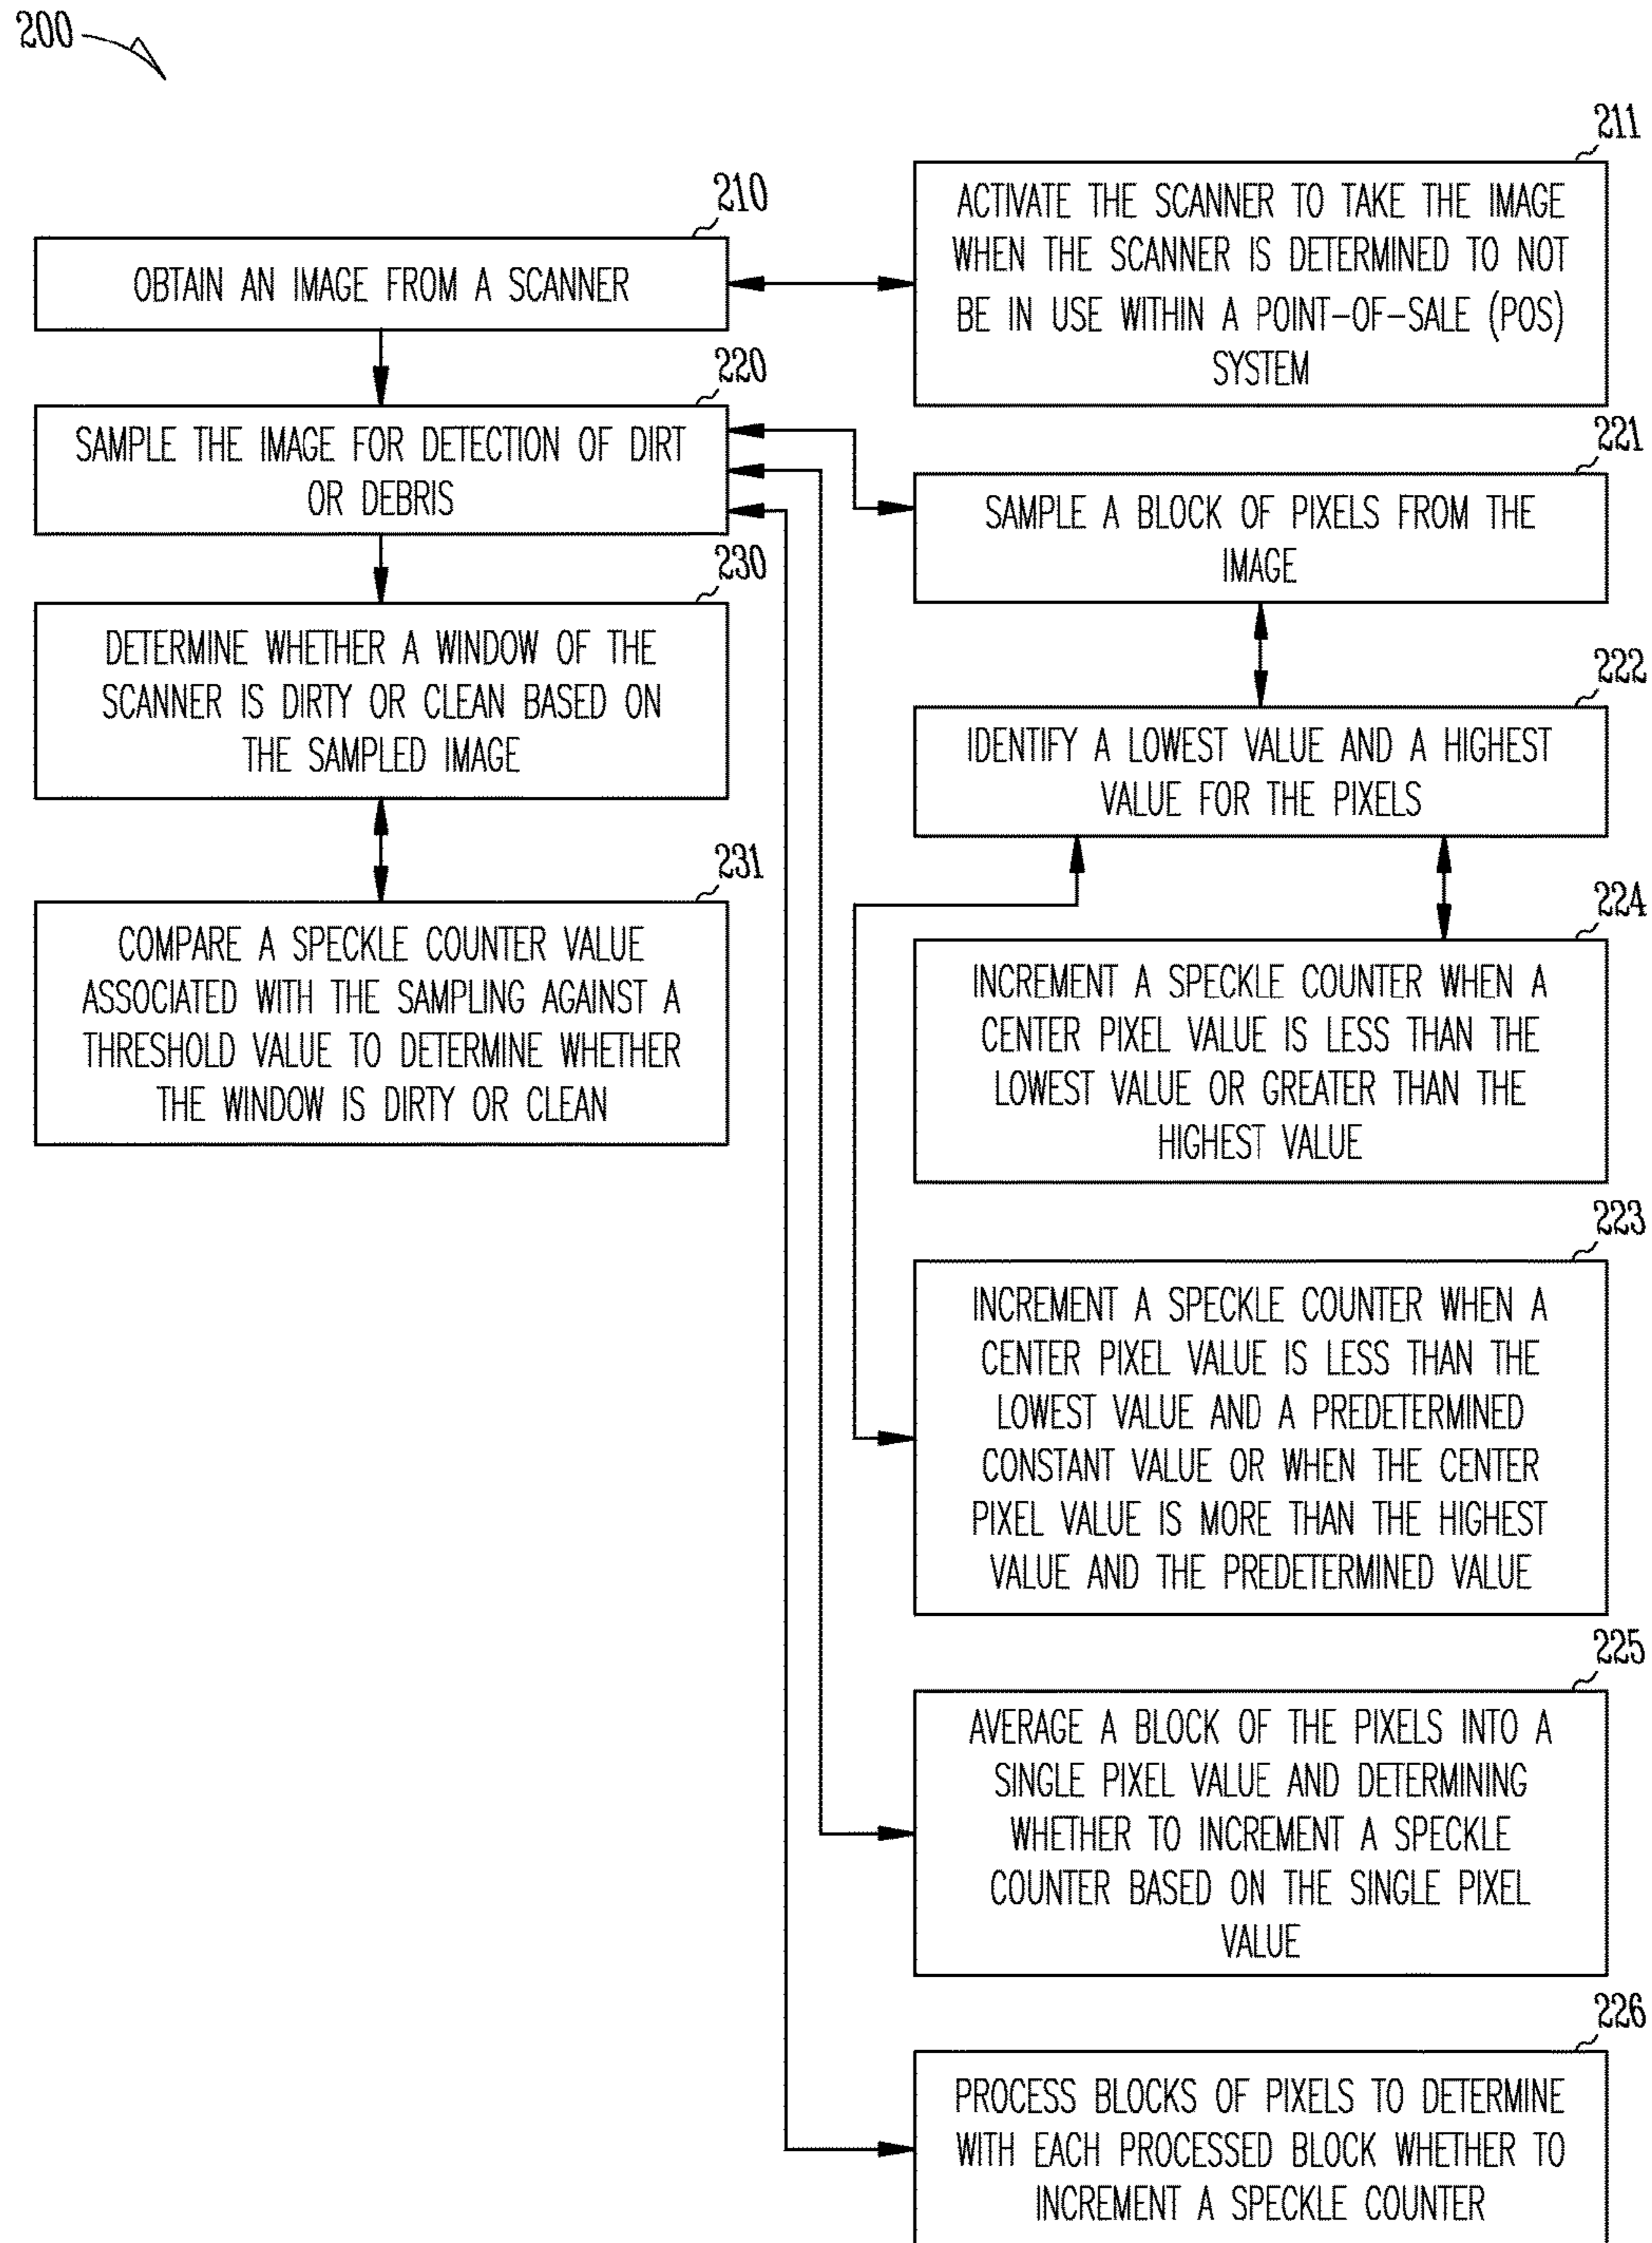 200
210
OBTAIN AN IMAGE FROM A SCANNER
220
SAMPLE THE IMAGE FOR DETECTION OF DIRT
OR DEBRIS
230
DETERMINE WHETHER A WINDOW OF THE
SCANNER IS DIRTY OR CLEAN BASED ON
THE SAMPLED IMAGE
231
COMPARE A SPECKLE COUNTER VALUE
ASSOCIATED WITH THE SAMPLING AGAINST A
THRESHOLD VALUE TO DETERMINE WHETHER
THE WINDOW IS DIRTY OR CLEAN
211
ACTIVATE THE SCANNER TO TAKE THE IMAGE
WHEN THE SCANNER IS DETERMINED TO NOT
BE IN USE WITHIN A POINT-OF-SALE (POS)
SYSTEM
221
SAMPLE A BLOCK OF PIXELS FROM THE
IMAGE
222
IDENTIFY A LOWEST VALUE AND A HIGHEST
VALUE FOR THE PIXELS
224
INCREMENT A SPECKLE COUNTER WHEN A
CENTER PIXEL VALUE IS LESS THAN THE
LOWEST VALUE OR GREATER THAN THE
HIGHEST VALUE
223
INCREMENT A SPECKLE COUNTER WHEN A
CENTER PIXEL VALUE IS LESS THAN THE
LOWEST VALUE AND A PREDETERMINED
CONSTANT VALUE OR WHEN THE CENTER
PIXEL VALUE IS MORE THAN THE HIGHEST
VALUE AND THE PREDETERMINED VALUE
225
AVERAGE A BLOCK OF THE PIXELS INTO A
SINGLE PIXEL VALUE AND DETERMINING
WHETHER TO INCREMENT A SPECKLE
COUNTER BASED ON THE SINGLE PIXEL
VALUE
226
PROCESS BLOCKS OF PIXELS TO DETERMINE
WITH EACH PROCESSED BLOCK WHETHER TO
INCREMENT A SPECKLE COUNTER